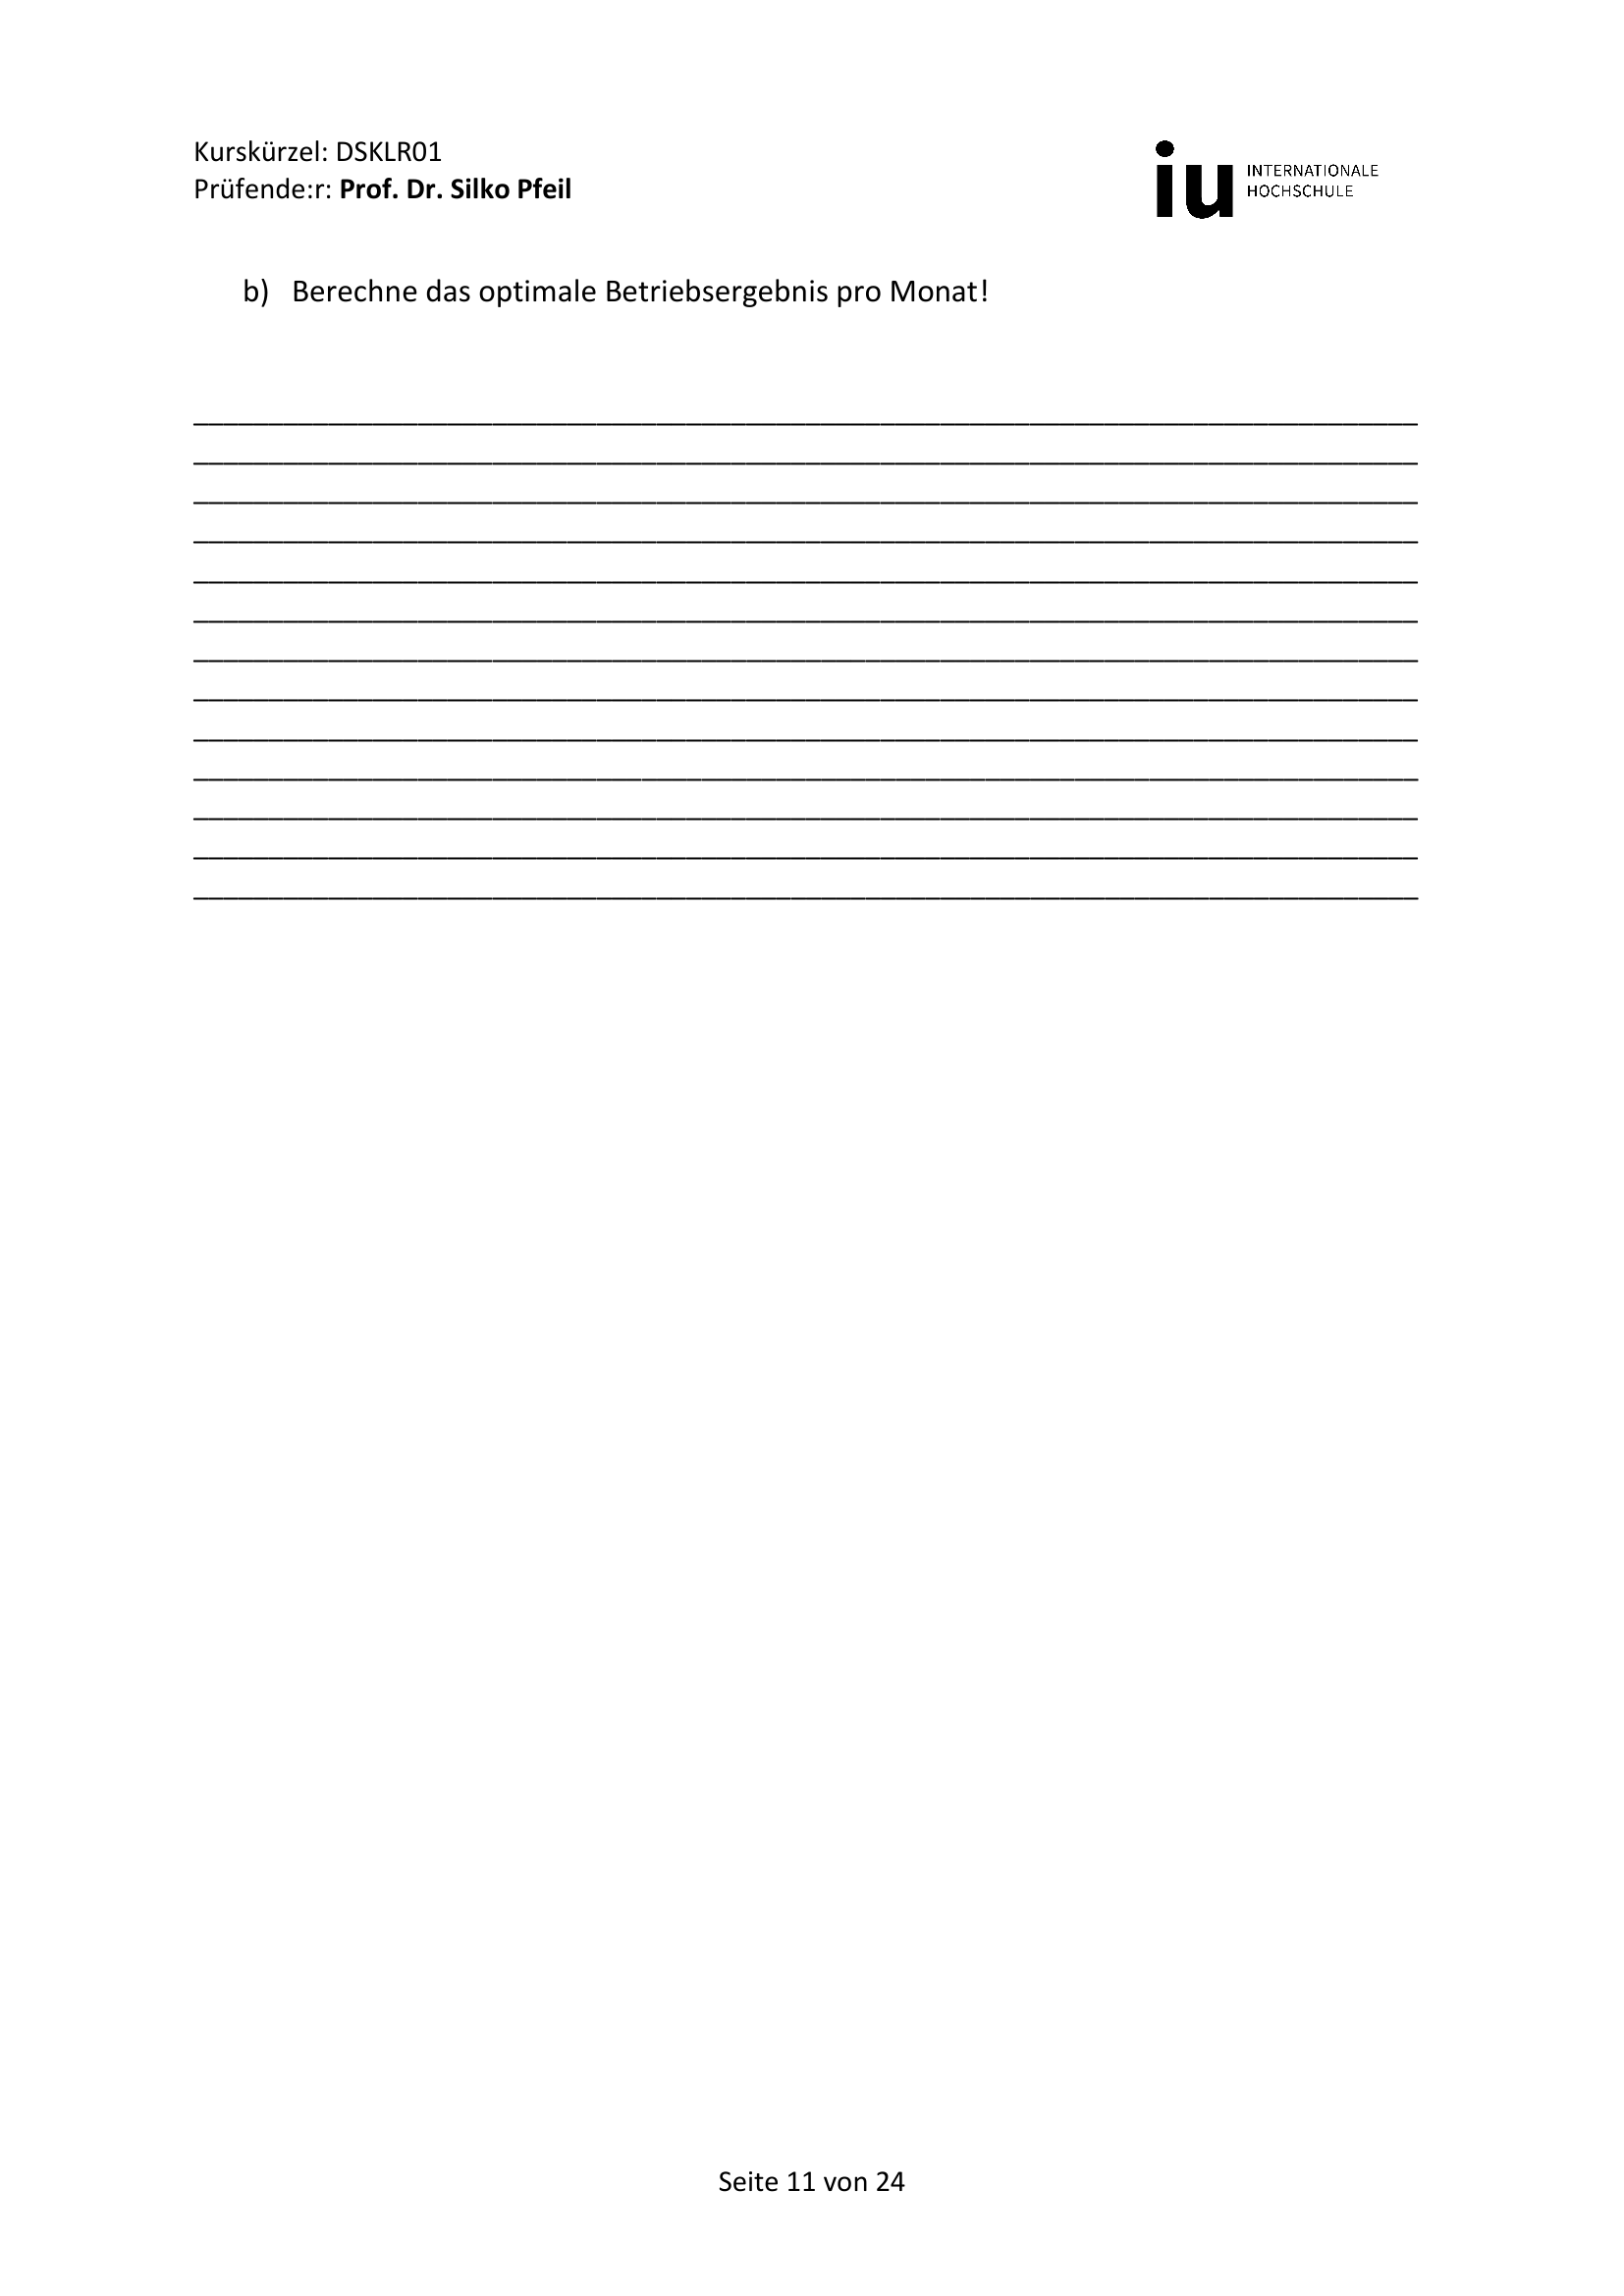 Kurskürzel: DSKLR01
Prüfende:r: Prof. Dr. Silko Pfeil
iu INTERNATIONALE
HOCHSCHULE
b) Berechne das optimale Betriebsergebnis pro Monat!
Seite 11 von 24